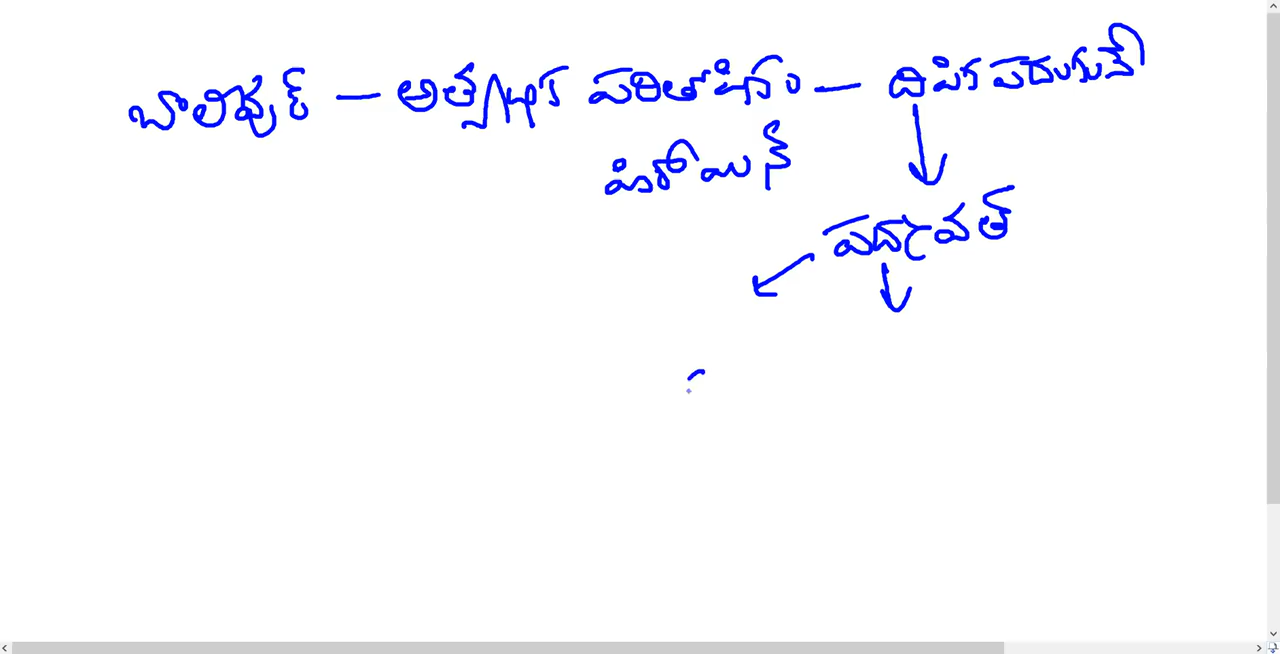 బాలీవుడ్ – అత్యధిక పారితోషికం – దీపికా పదుకునే
హీరోయిన్
పద్మావత్